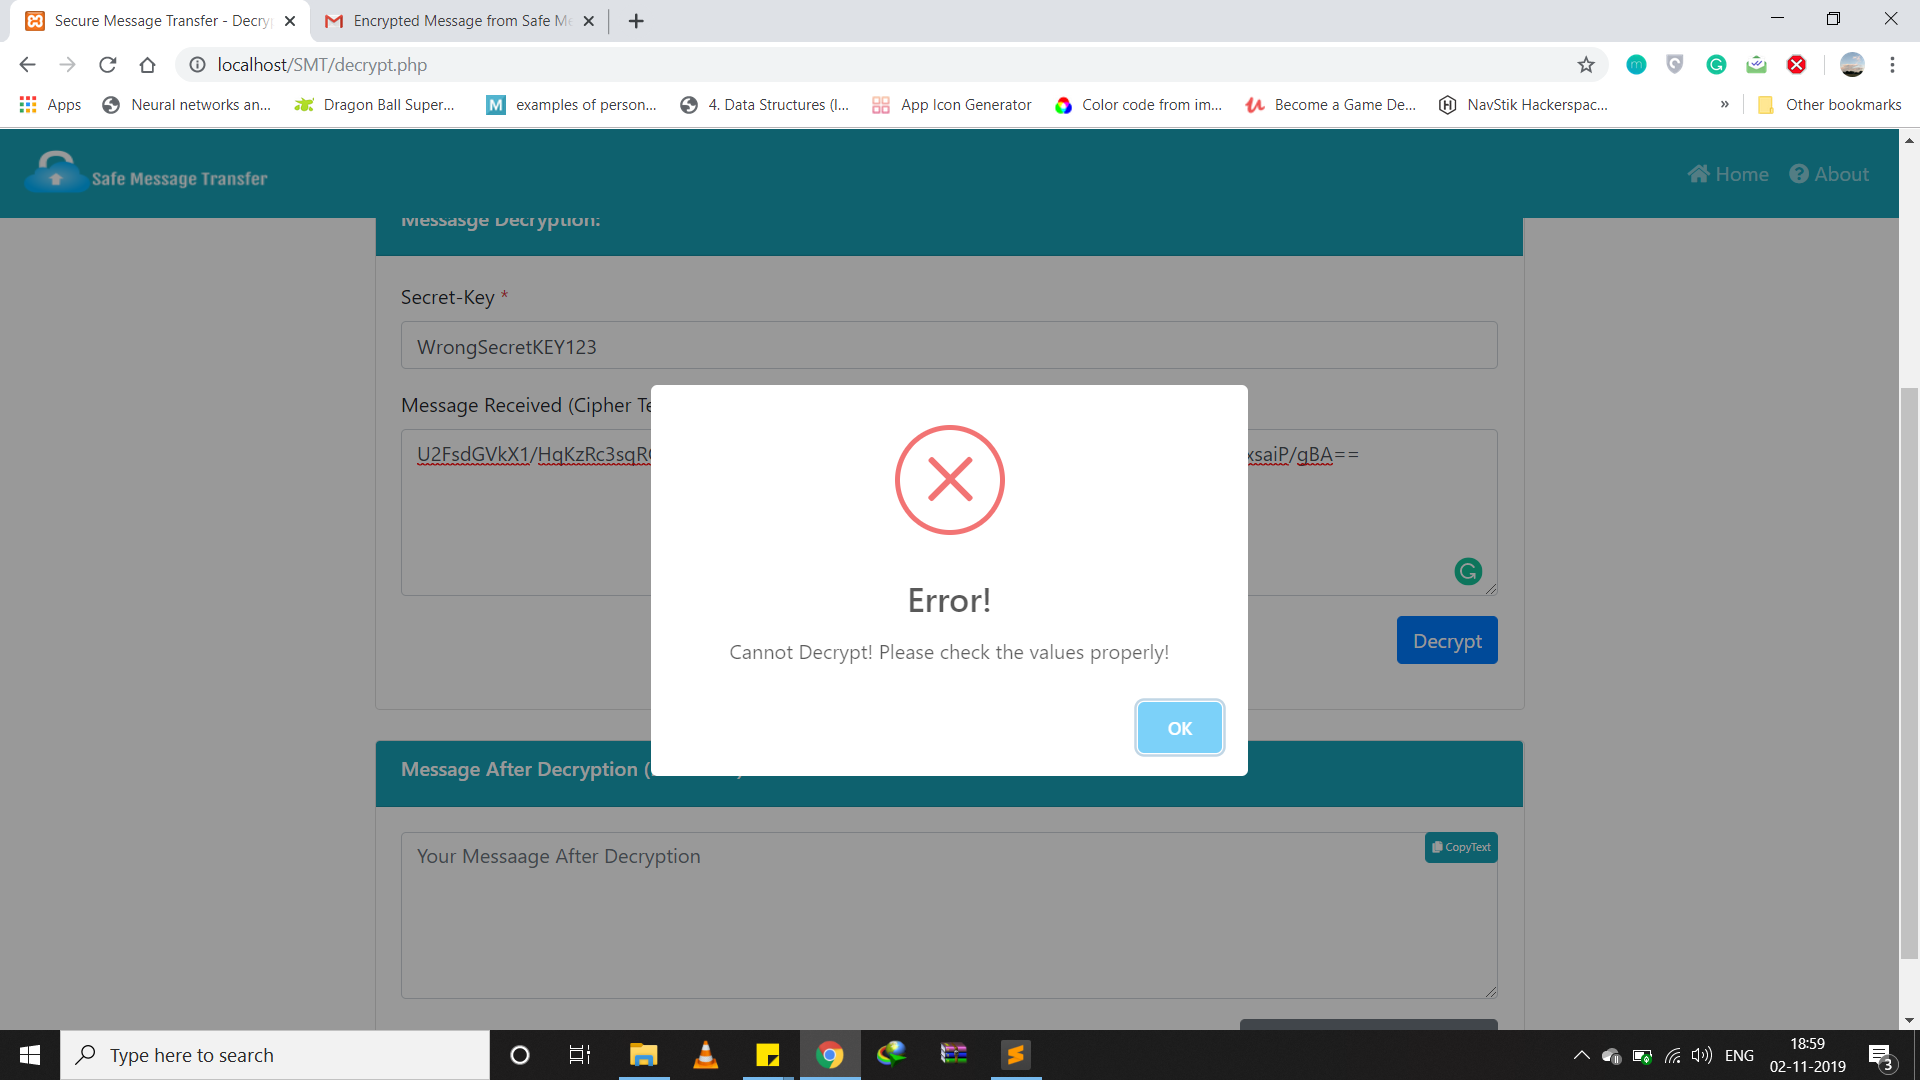 Secure Message Transfer - Decry
Encrypted Message from Safe Me
localhost/SMT/decrypt.php
Apps
Neural networks an...
Dragon Ball Super...
M
examples of person...
4. Data Structures (I...
App Icon Generator
Color code from im...
Become a Game De...
NavStik Hackerspac...
»
Other bookmarks
Safe Message Transfer
Home
About
Messasge Decryption:
Secret-Key *
WrongSecretKEY123
Message Received (Cipher Te
U2FsdGVkX1/HqKzRc3sqR
xsaiP/gBA==
Error!
Cannot Decrypt! Please check the values properly!
OK
Decrypt
Message After Decryption (
Your Messaage After Decryption
CopyText
Type here to search
ENG
18:59
02-11-2019
3